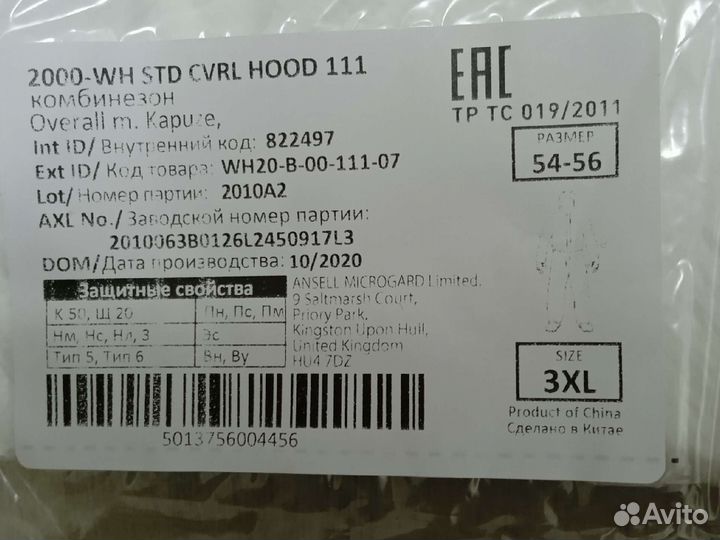 2000-WH STD CVRL HOOD 111
комбинезон
Overall m. Kapuze,
Int ID/ Внутренний код: 822497
Ext ID/ Код товара: WH20-B-00-111-07
Lot/ Номер партии: 2010A2
AXL No./ Заводской номер партии:
2010063B0126L2450917L3
DOM/Дата производства: 10/2020
Защитные свойства
К 50, Щ 20 Пн, Пс, Пм
Нм, Нс, Нл, З Эс
Тип 5, Тип 6 Вн, Ву
ANSELL MICROGARD Limited.
9 Saltmarsh Court,
Priory Park,
Kingston Upon Hull,
United Kingdom
HU4 7DZ
5013756004456
EAC
ТР ТС 019/2011
РАЗМЕР
54-56
SIZE
3XL
Product of China
Сделано в Китае
Avito